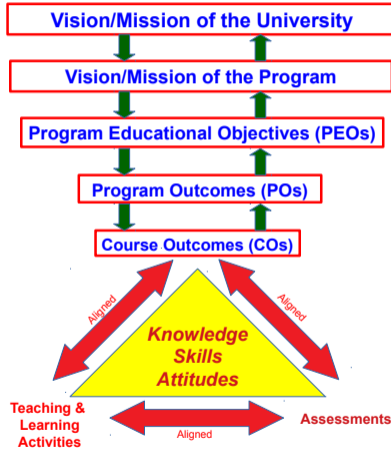 Vision/Mission of the University
Vision/Mission of the Program
Program Educational Objectives (PEOs)
Program Outcomes (POs)
Course Outcomes (COs)
Aligned
Aligned
Knowledge
Skills
Attitudes
Teaching &
Learning
Activities
Aligned
Assessments